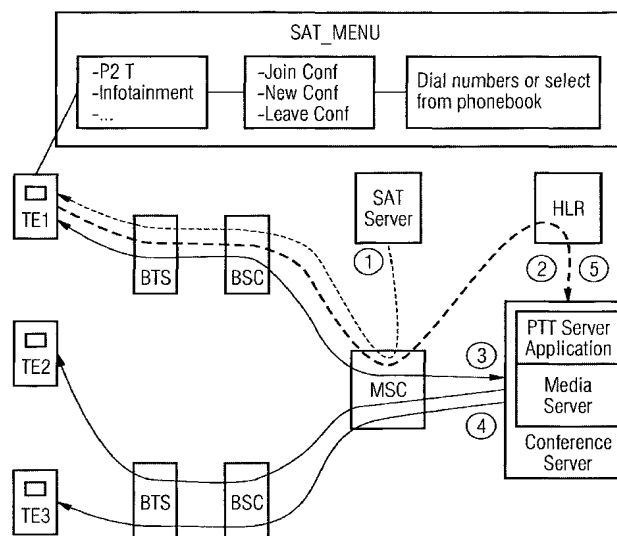 SAT_MENU
-P2 T
-Infotainment
-...
-Join Conf
-New Conf
-Leave Conf
Dial numbers or select
from phonebook
TE1
BTS
BSC
SAT
Server
HLR
1
2
5
PTT Server
Application
Media
Server
Conference
Server
3
4
MSC
TE2
TE3
BTS
BSC